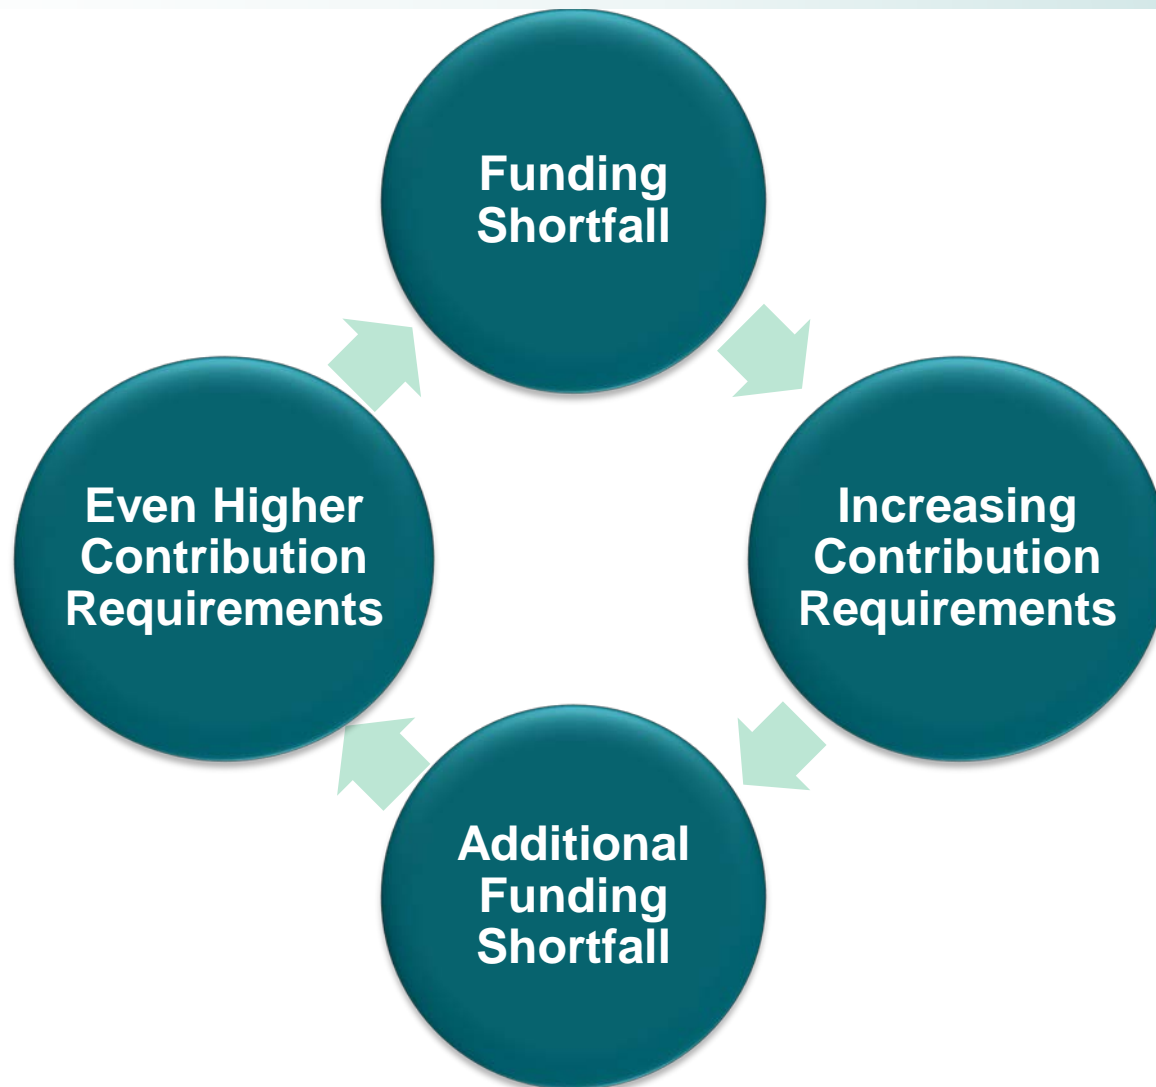 Funding
Shortfall
Increasing
Contribution
Requirements
Additional
Funding
Shortfall
Even Higher
Contribution
Requirements